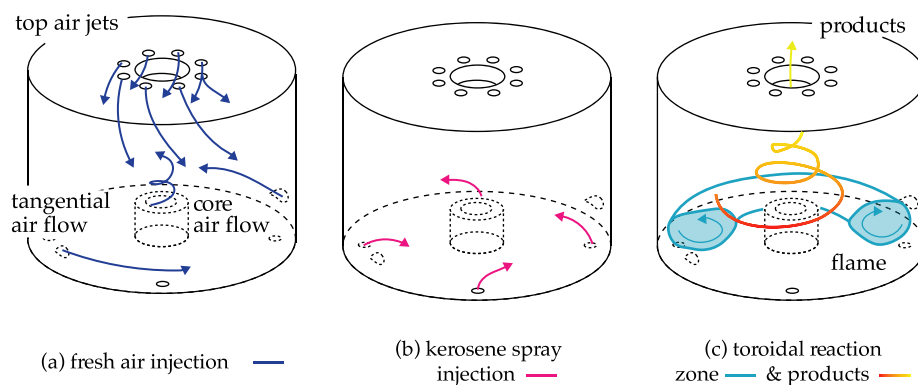 top air jets
products
tangential
air flow
core
air flow
flame
(a) fresh air injection
(b) kerosene spray
injection
(c) toroidal reaction
zone & products